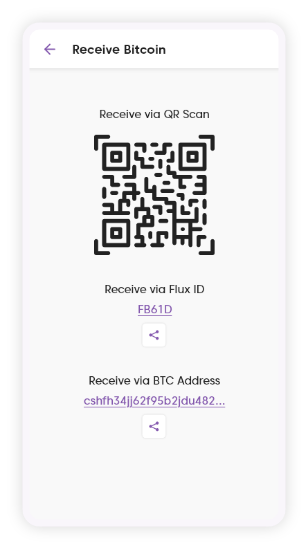 Receive Bitcoin
Receive via QR Scan
Receive via Flux ID
FB61D
Receive via BTC Address
cshfh34jj62f95b2jdu482...